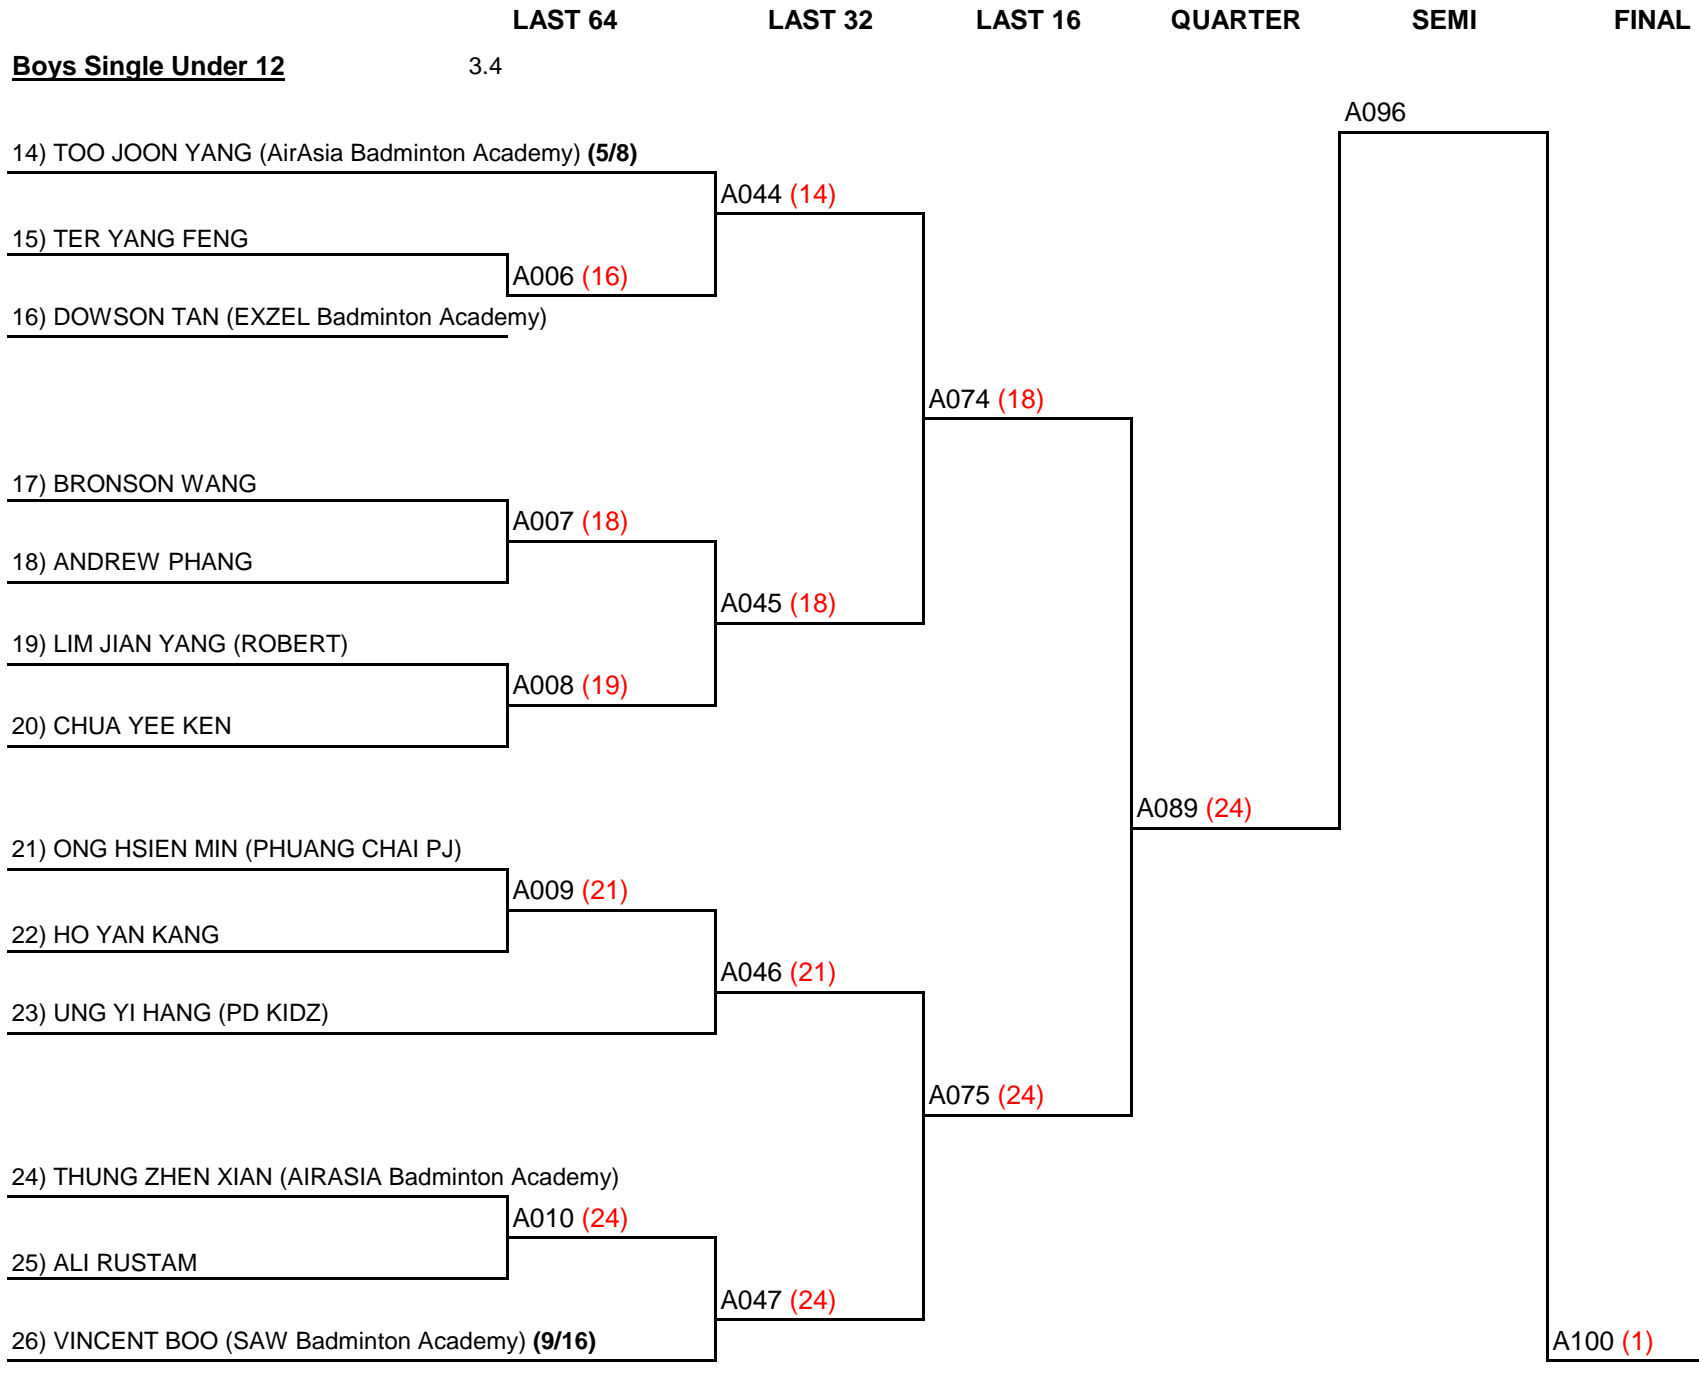 LAST 64 LAST 32 LAST 16 QUARTER SEMI FINAL
Boys Single Under 12 3.4
A096
14) TOO JOON YANG (AirAsia Badminton Academy) (5/8)
A044 (14)
15) TER YANG FENG
A006 (16)
16) DOWSON TAN (EXZEL Badminton Academy)
A074 (18)
17) BRONSON WANG
A007 (18)
18) ANDREW PHANG
A045 (18)
19) LIM JIAN YANG (ROBERT)
A008 (19)
20) CHUA YEE KEN
A089 (24)
21) ONG HSIEN MIN (PHUANG CHAI PJ)
A009 (21)
22) HO YAN KANG
A046 (21)
23) UNG YI HANG (PD KIDZ)
A075 (24)
24) THUNG ZHEN XIAN (AIRASIA Badminton Academy)
A010 (24)
25) ALI RUSTAM
A047 (24)
26) VINCENT BOO (SAW Badminton Academy) (9/16)
A100 (1)